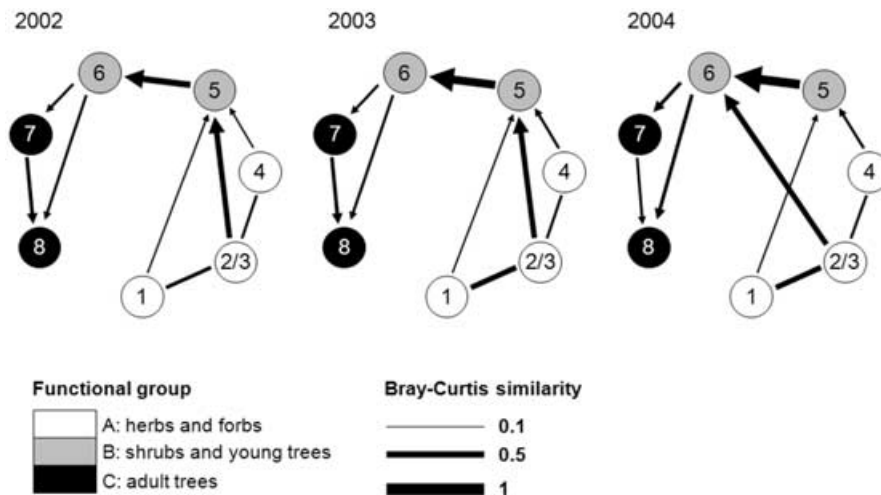 2002 2003 2004
6 5 7 4 8 2/3 1
6 5 7 4 8 2/3 1
6 5 7 4 8 2/3 1
Functional group
A: herbs and forbs
B: shrubs and young trees
C: adult trees
Bray-Curtis similarity
0.1
0.5
1